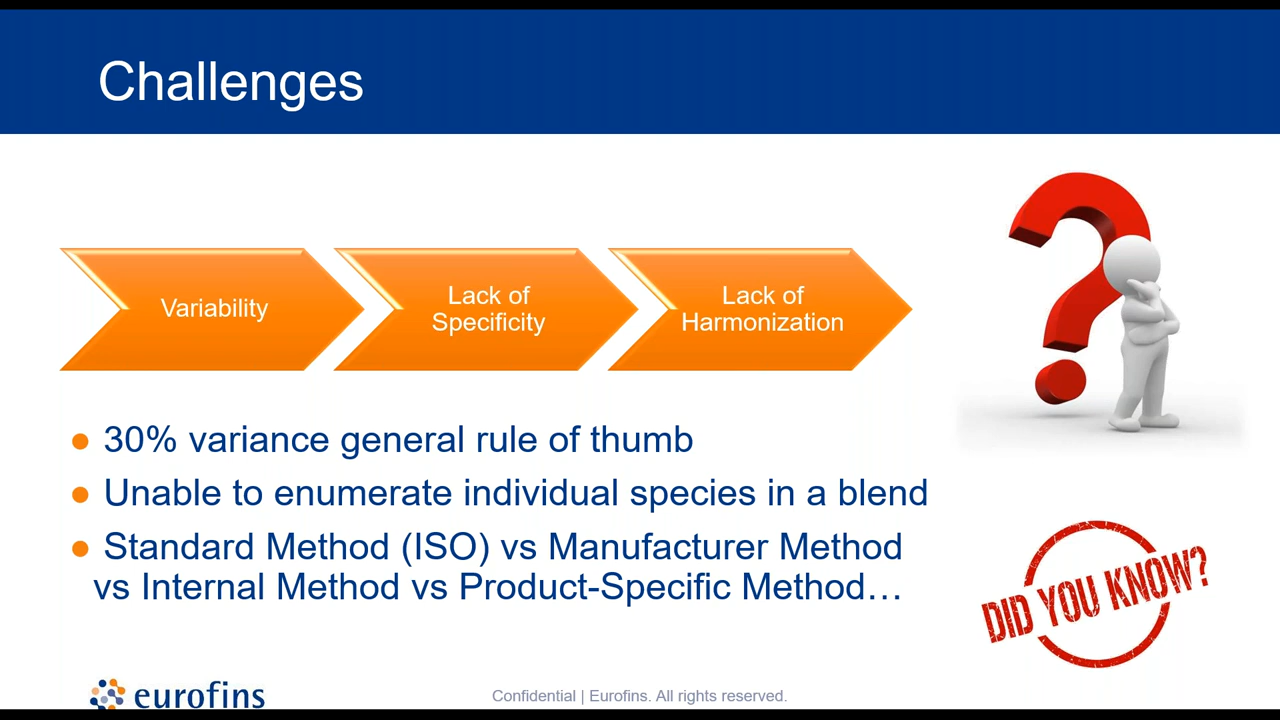 Challenges
Variability
Lack of
Specificity
Lack of
Harmonization
30% variance general rule of thumb
Unable to enumerate individual species in a blend
Standard Method (ISO) vs Manufacturer Method
vs Internal Method vs Product-Specific Method…
DID YOU KNOW?
eurofins
Confidential | Eurofins. All rights reserved.